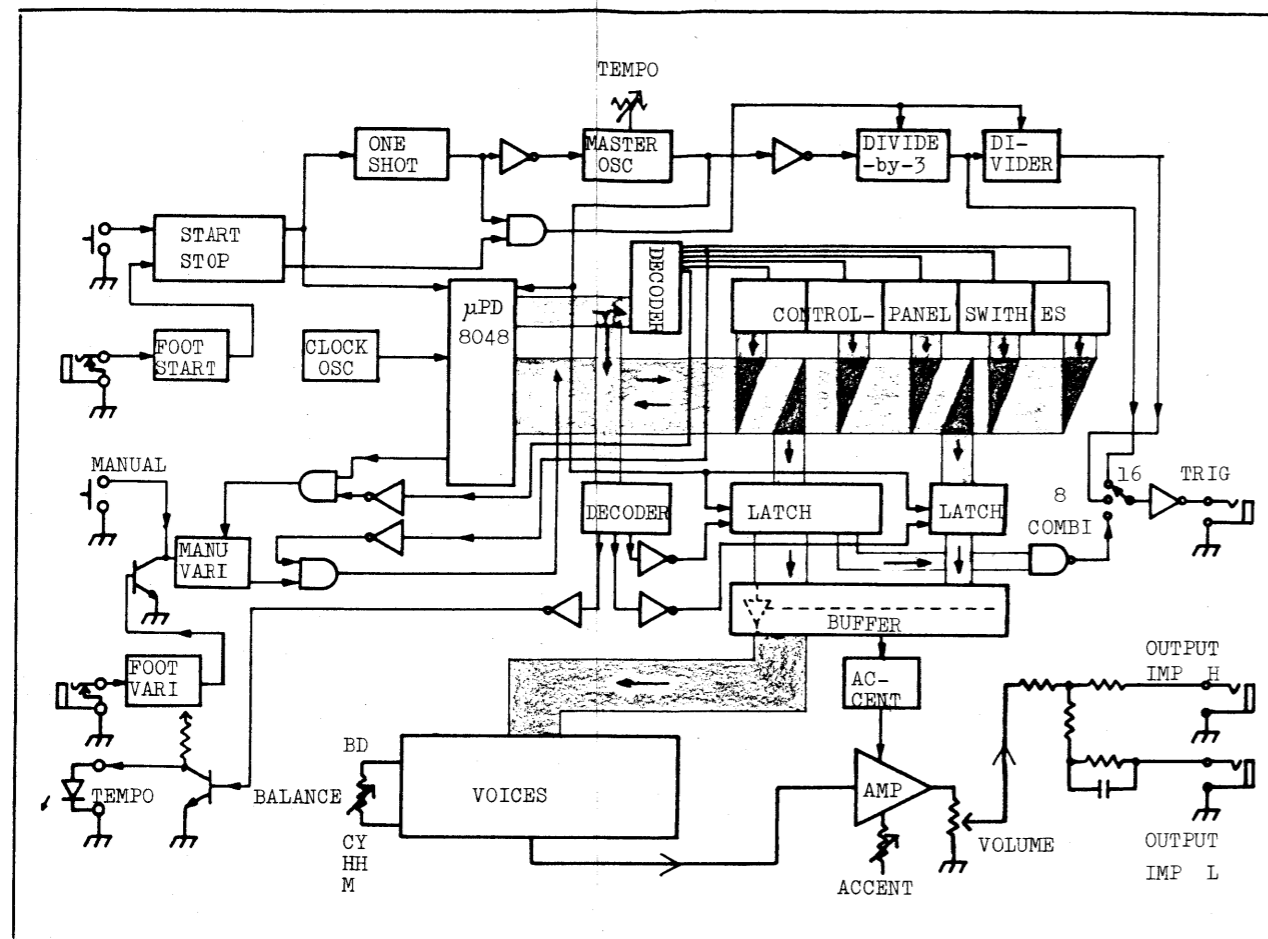 TEMPO
ONE
SHOT
MASTER
OSC
DIVIDE
-by-3
DI-
VIDER
START
STOP
DECODER
µPD
8048
CONTROL- PANEL SWITH ES
FOOT
START
CLOCK
OSC
MANUAL
16
TRIG
8
COMBI
DECODER
LATCH
LATCH
MANU
VARI
BUFFER
FOOT
VARI
AC-
CENT
OUTPUT
IMP H
BD
TEMPO
BALANCE
VOICES
AMP
CY
HH
M
VOLUME
ACCENT
OUTPUT
IMP L